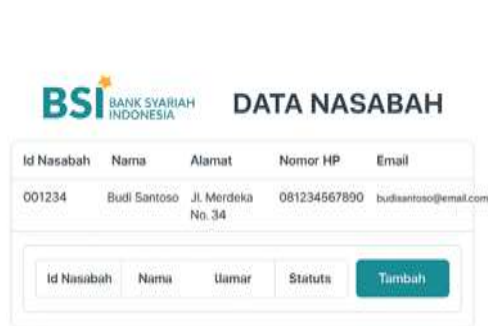 BSI BANK SYARIAH INDONESIA
DATA NASABAH
Id Nasabah Nama Alamat Nomor HP Email
001234 Budi Santoso Jl. Merdeka No. 34 081234567890 budisantoso@email.com
Id Nasabah Nama Uamar Statuts Tambah